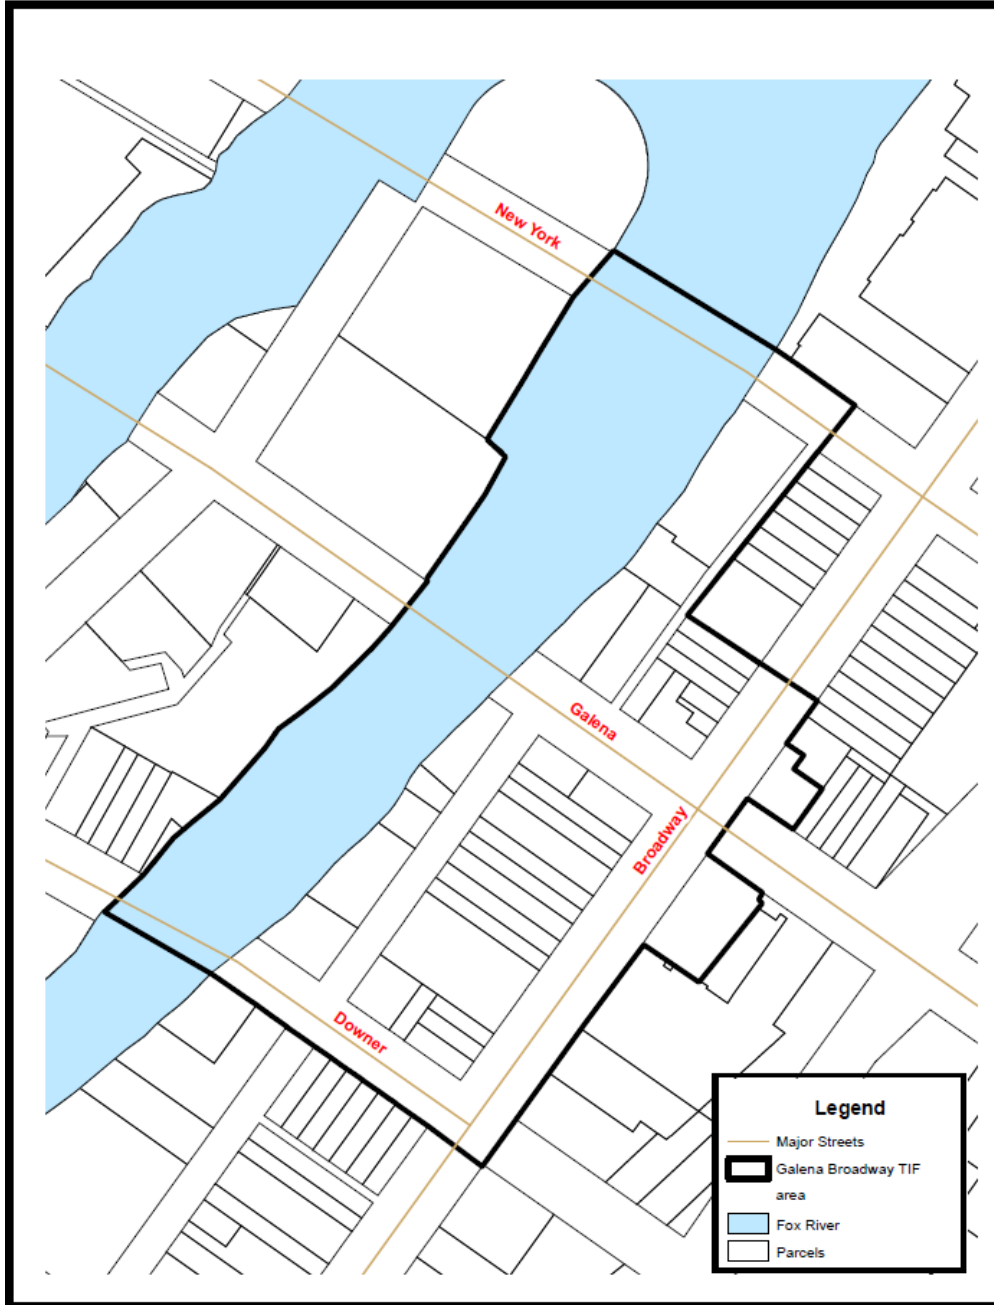 New York
Galena
Broadway
Downer
Legend
Major Streets
Galena Broadway TIF
area
Fox River
Parcels